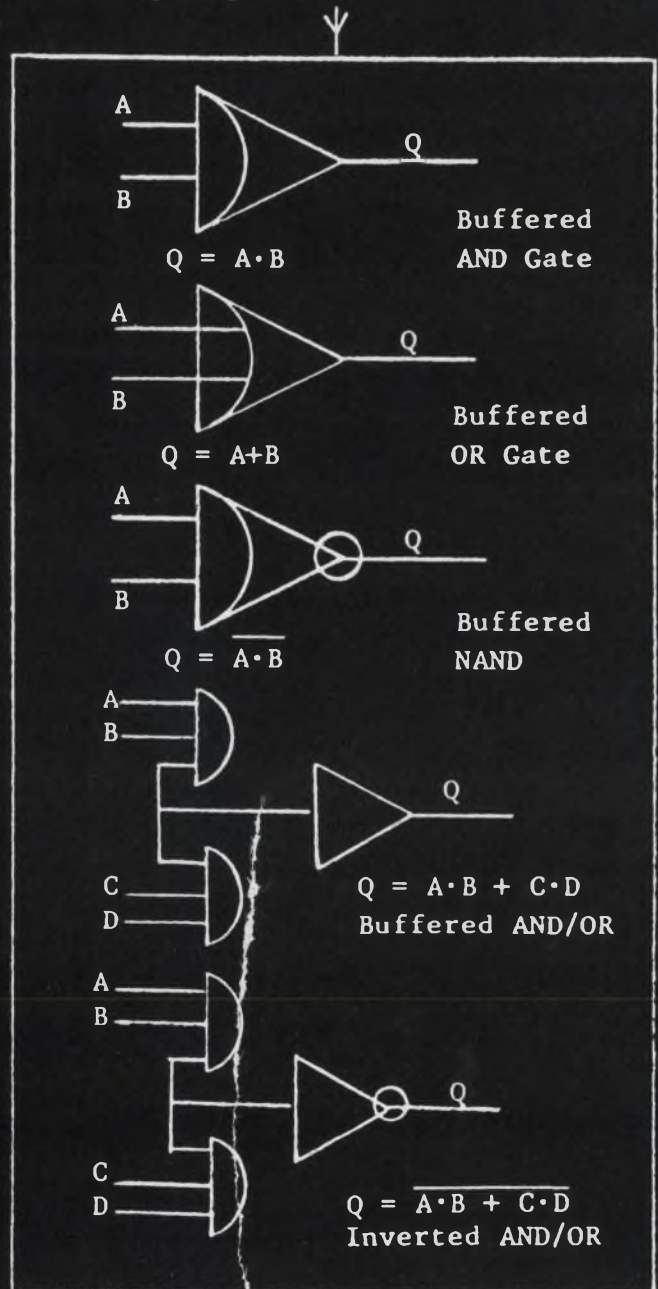 A
Q
B
Buffered
Q = A·B
AND Gate
A
Q
B
Buffered
Q = A+B
OR Gate
A
Q
B
Buffered
Q = A̅·̅B̅
NAND
A
B
Q
C
Q = A·B + C·D
D
Buffered AND/OR
A
B
Q
C
Q = A̅·̅B̅ ̅+̅ ̅C̅·̅D̅
D
Inverted AND/OR